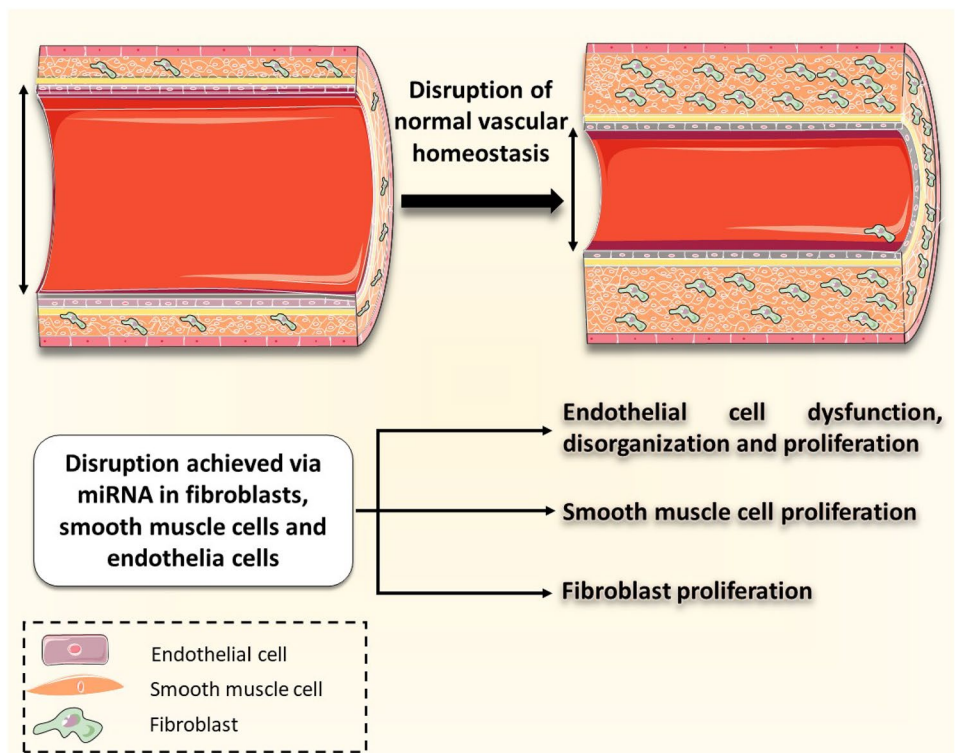 Disruption of
normal vascular
homeostasis
Endothelial cell dysfunction,
disorganization and proliferation
Disruption achieved via
miRNA in fibroblasts,
smooth muscle cells and
endothelia cells
Smooth muscle cell proliferation
Fibroblast proliferation
Endothelial cell
Smooth muscle cell
Fibroblast